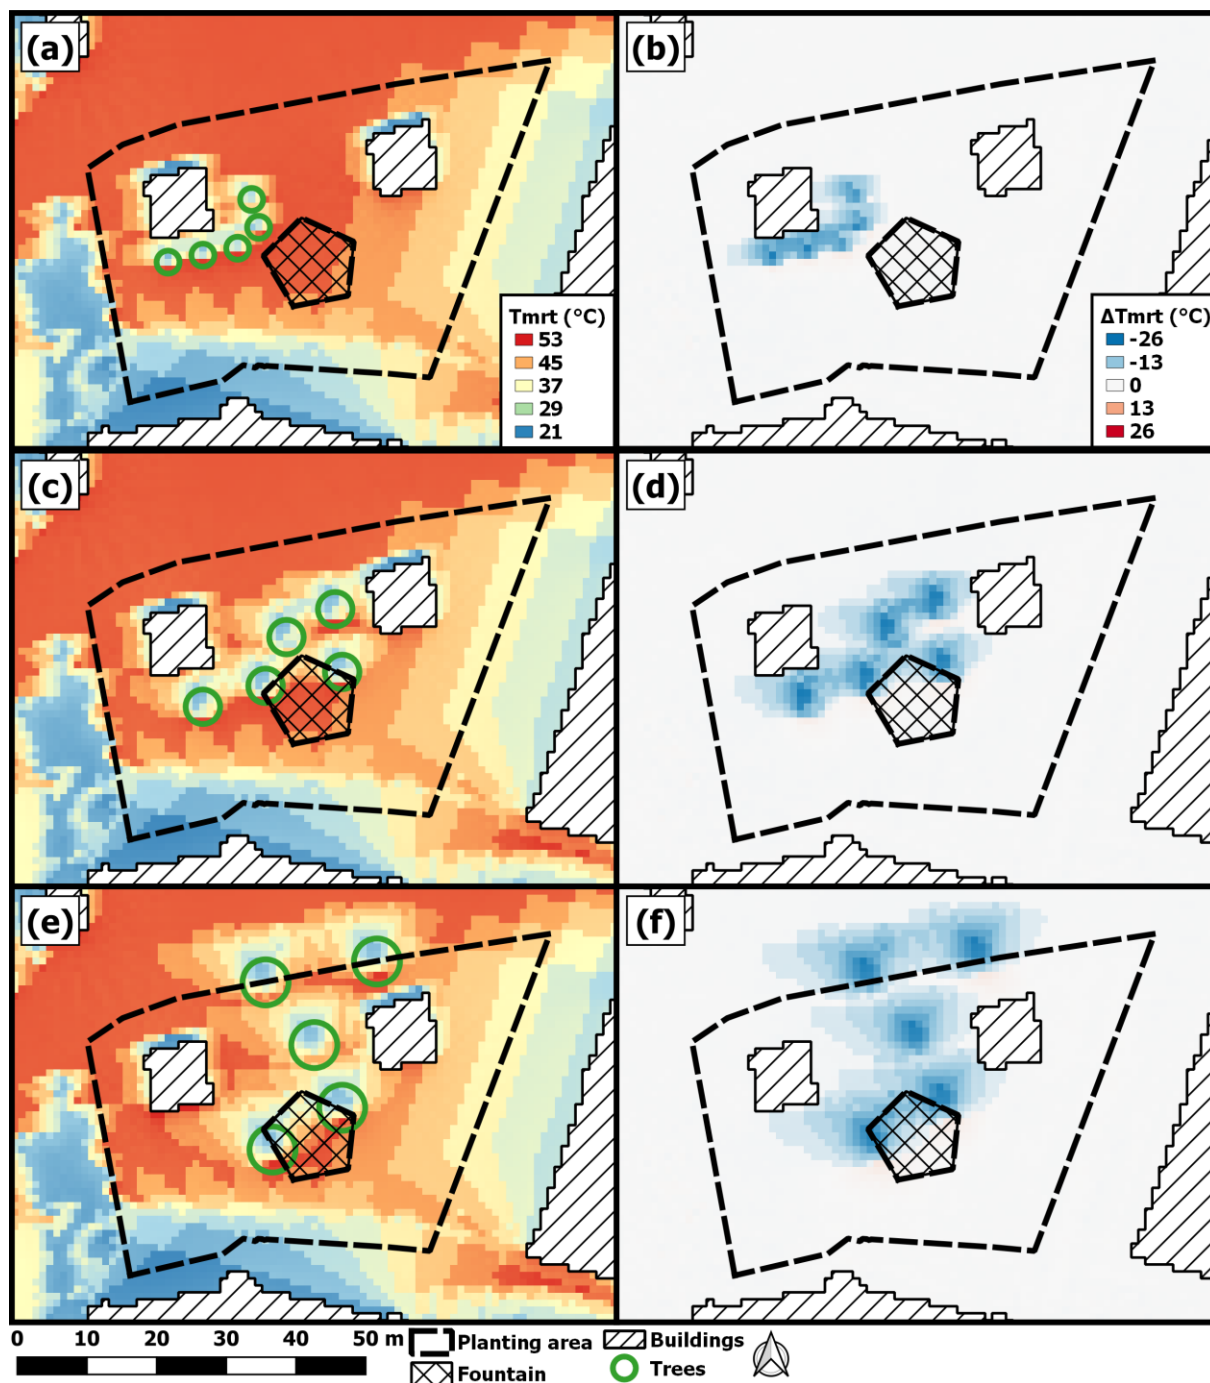 (a)
(b)
Tmrt (°C)
53
45
37
29
21
ΔTmrt (°C)
-26
-13
0
13
26
(c)
(d)
(e)
(f)
0 10 20 30 40 50 m
Planting area
Buildings
Fountain
Trees